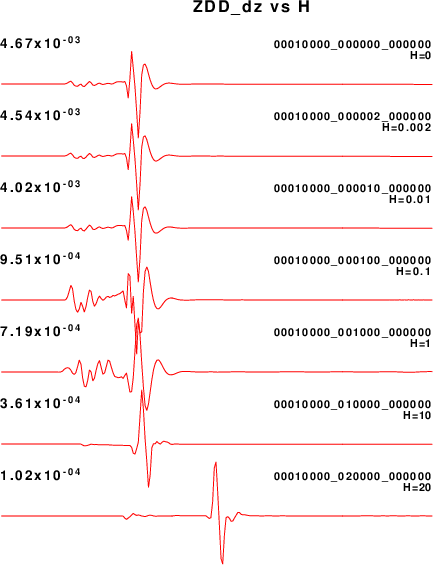 ZDD_dz vs H
4.67x10-03 00010000_000000_000000
H=0
4.54x10-03 00010000_000002_000000
H=0.002
4.02x10-03 00010000_000010_000000
H=0.01
9.51x10-04 00010000_000100_000000
H=0.1
7.19x10-04 00010000_001000_000000
H=1
3.61x10-04 00010000_010000_000000
H=10
1.02x10-04 00010000_020000_000000
H=20